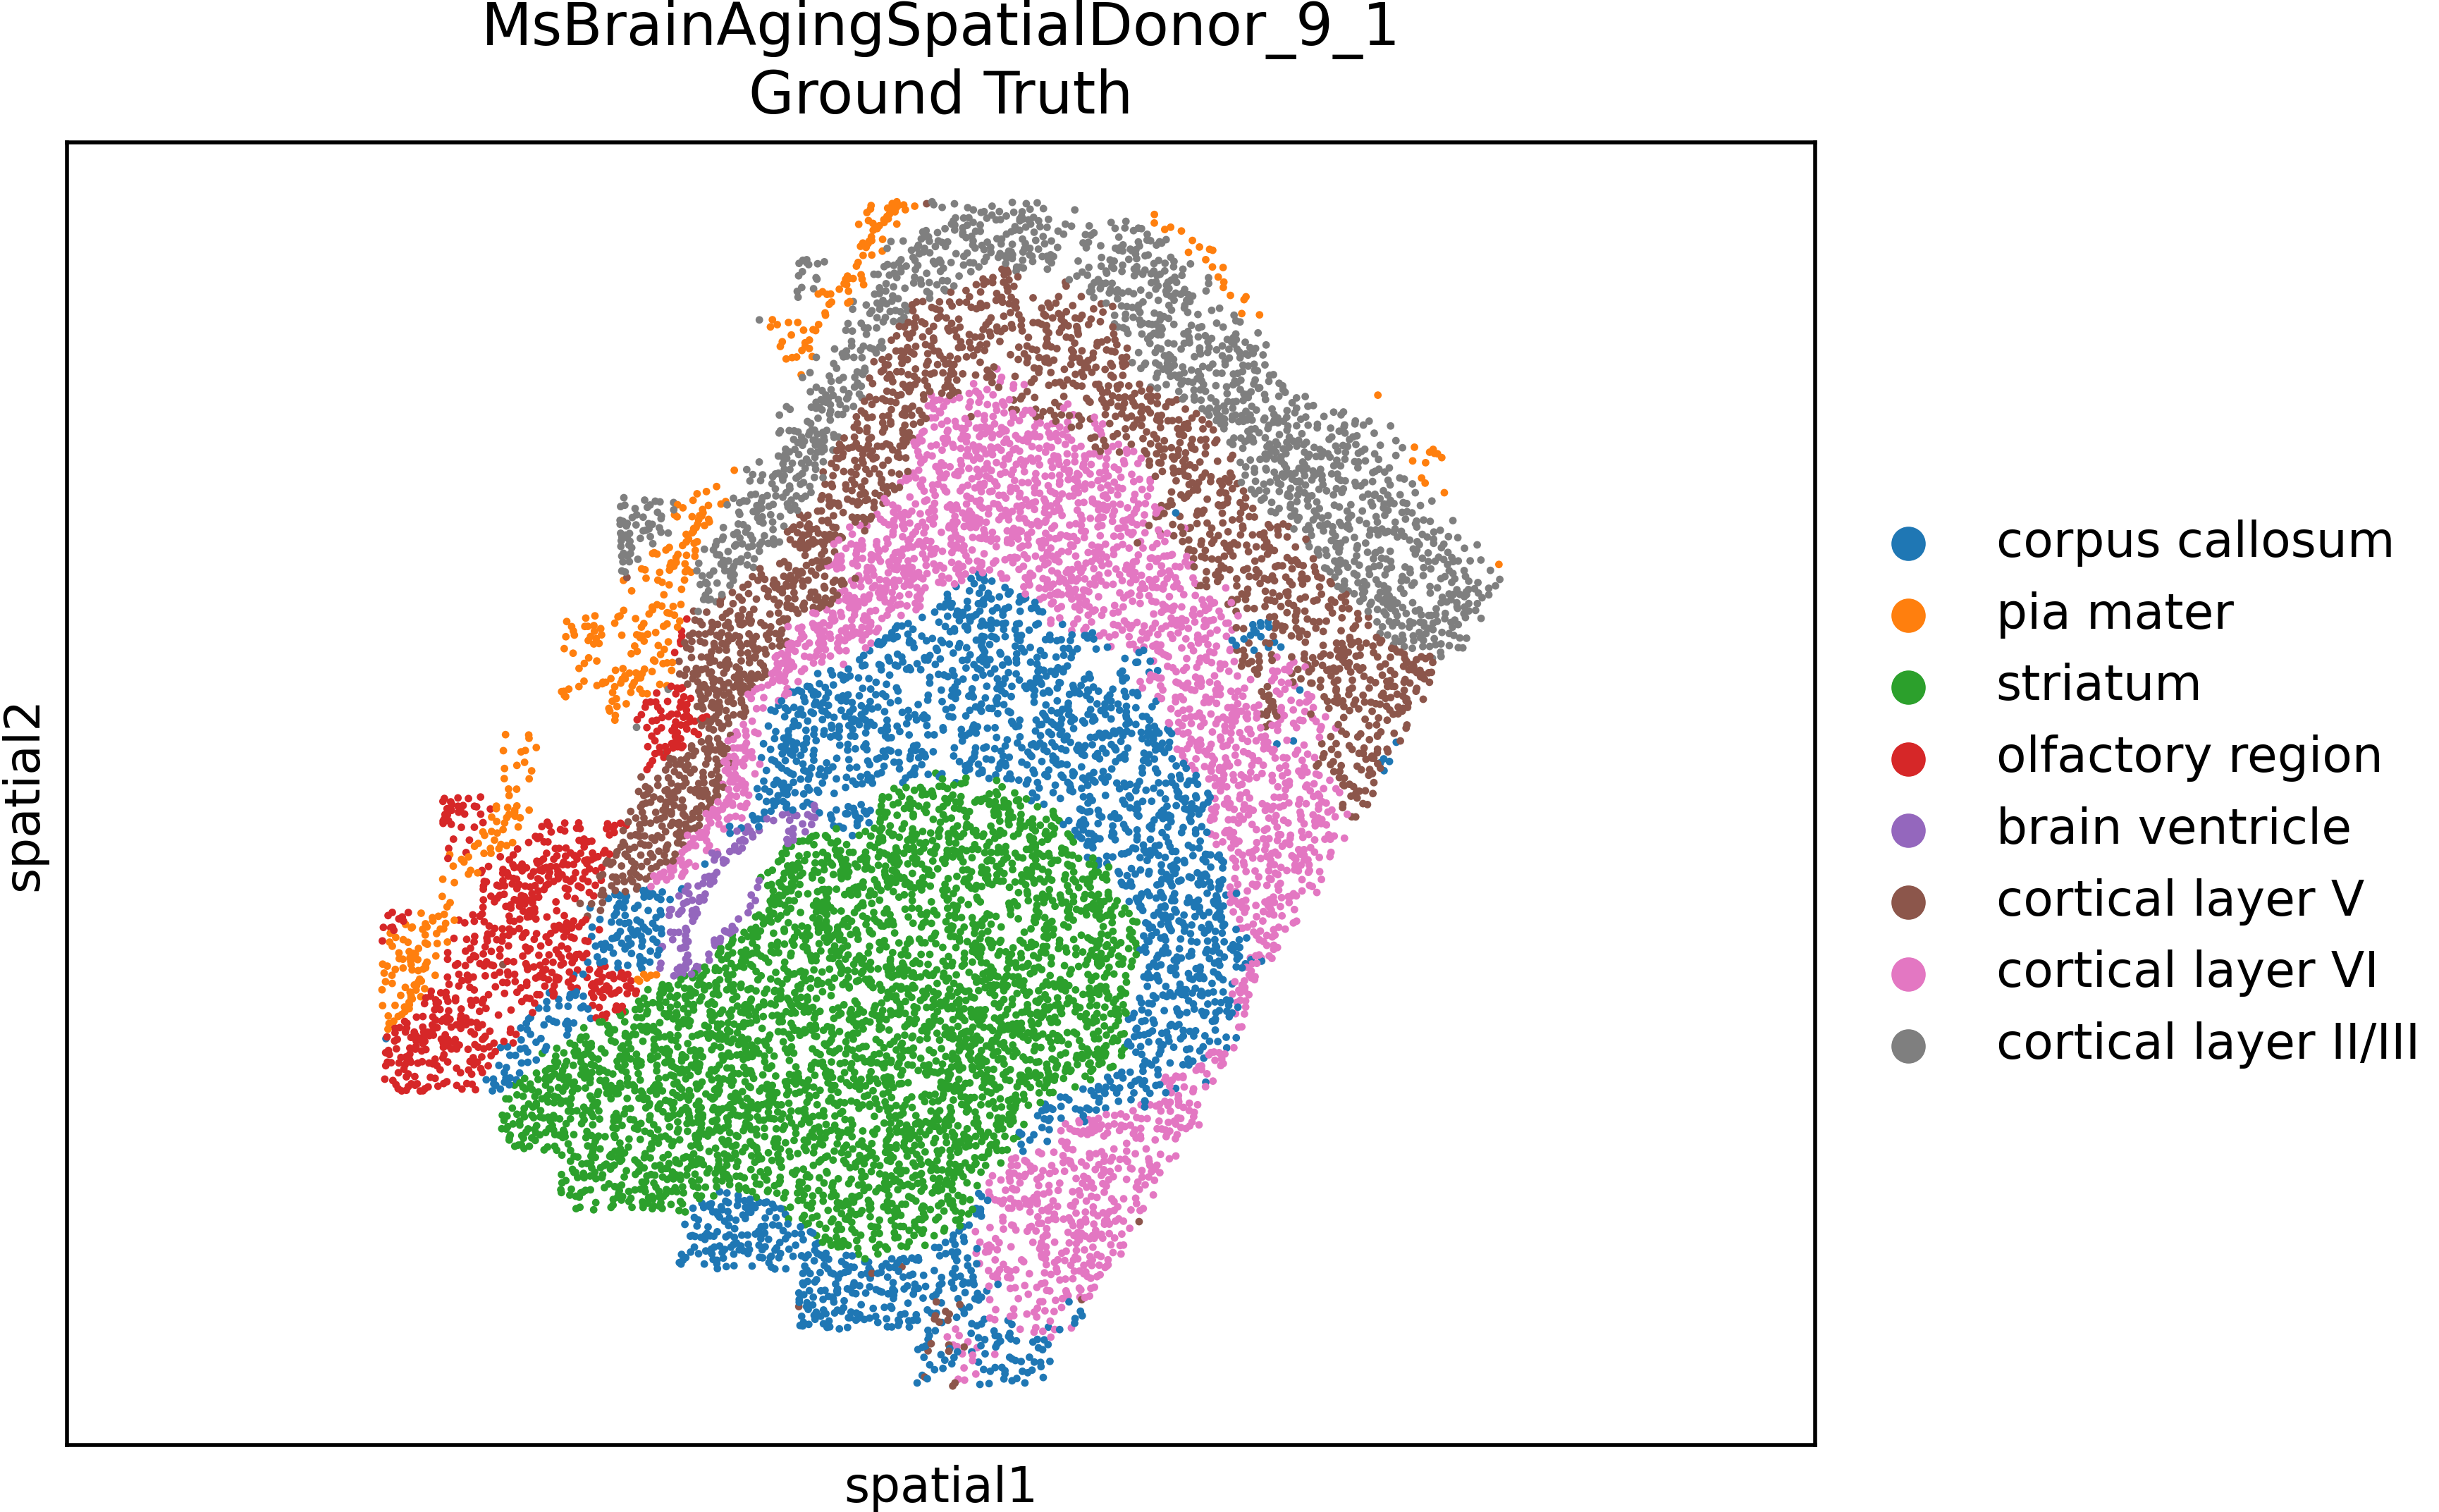 MsBrainAgingSpatialDonor_9_1
Ground Truth
spatial2
spatial1
corpus callosum
pia mater
striatum
olfactory region
brain ventricle
cortical layer V
cortical layer VI
cortical layer II/III